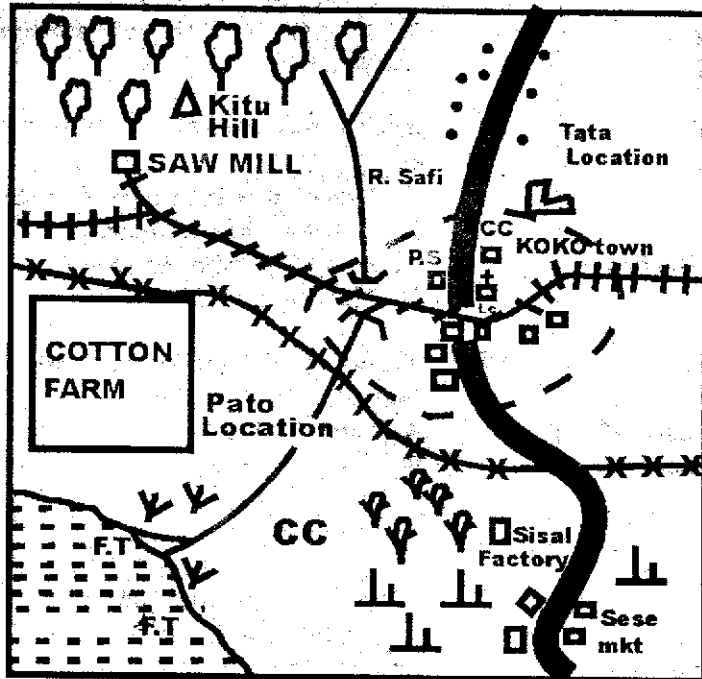 Kitu
Hill
SAW MILL
R. Safi
Tata
Location
CC
P.S
KOKO town
Ls
COTTON
FARM
Pato
Location
CC
F.T
F.T
Sisal
Factory
Sese
mkt